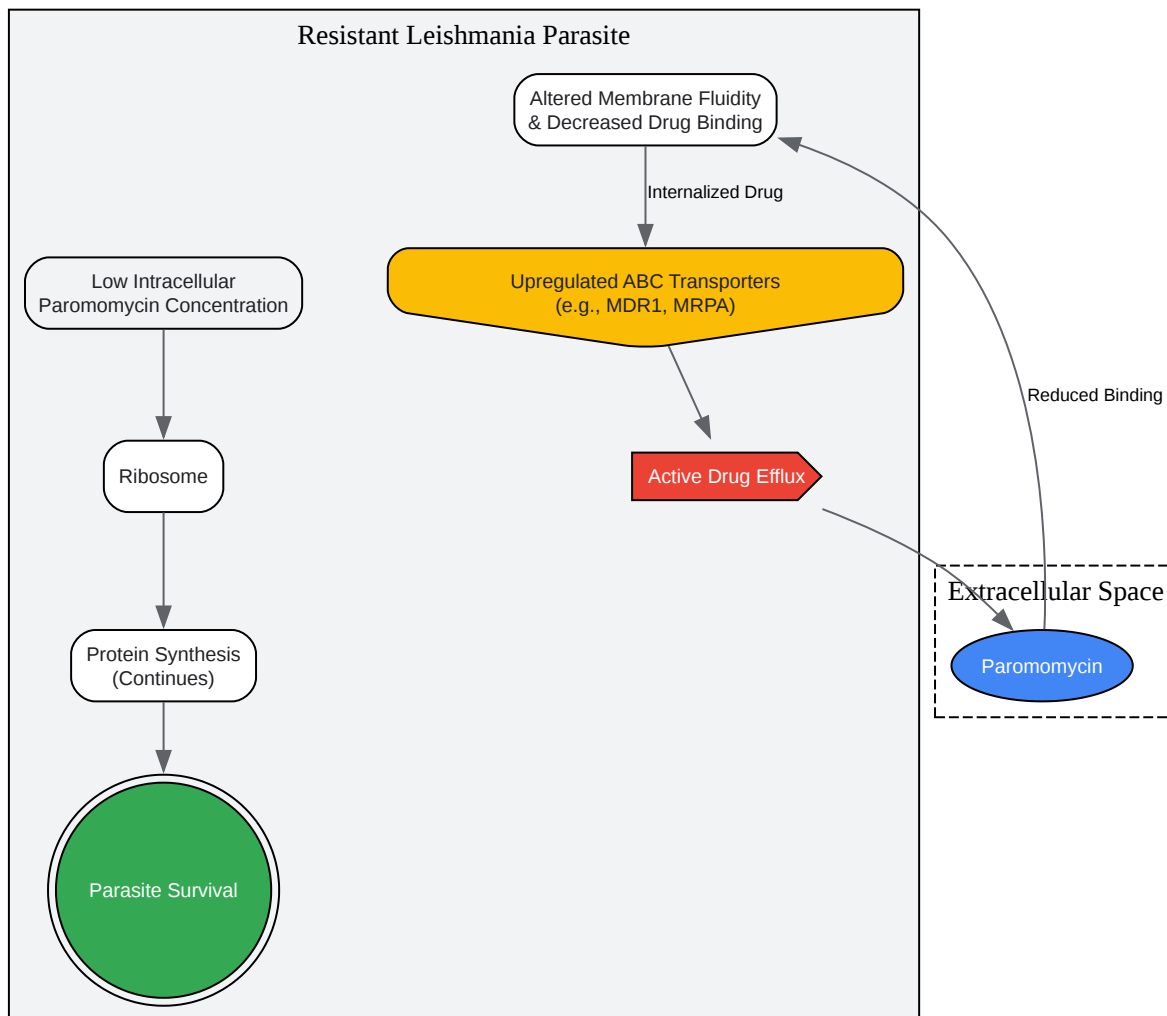 Resistant Leishmania Parasite
Altered Membrane Fluidity
& Decreased Drug Binding
Internalized Drug
Low Intracellular
Paromomycin Concentration
Upregulated ABC Transporters
(e.g., MDR1, MRPA)
Reduced Binding
Ribosome
Active Drug Efflux
Extracellular Space
Protein Synthesis
(Continues)
Paromomycin
Parasite Survival